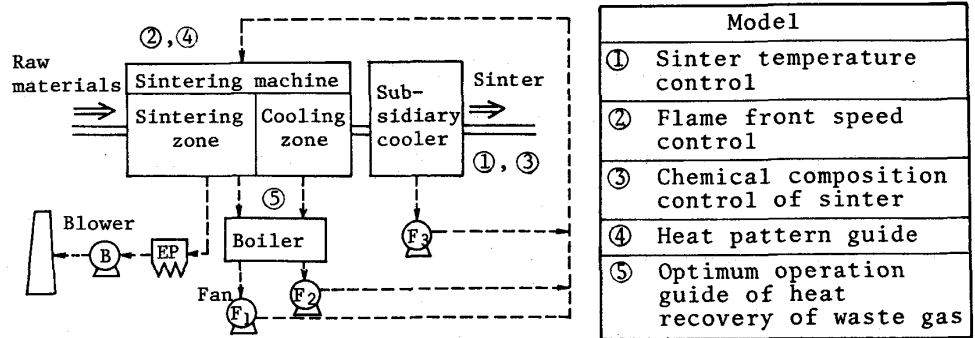 ②,④
Raw
materials
Sintering machine
Sintering
zone
Cooling
zone
Sub-
sidiary
cooler
Sinter
①,③
⑤
Blower
B
EP
Boiler
Fan
F1
F2
F3
Model
① Sinter temperature
control
② Flame front speed
control
③ Chemical composition
control of sinter
④ Heat pattern guide
⑤ Optimum operation
guide of heat
recovery of waste gas